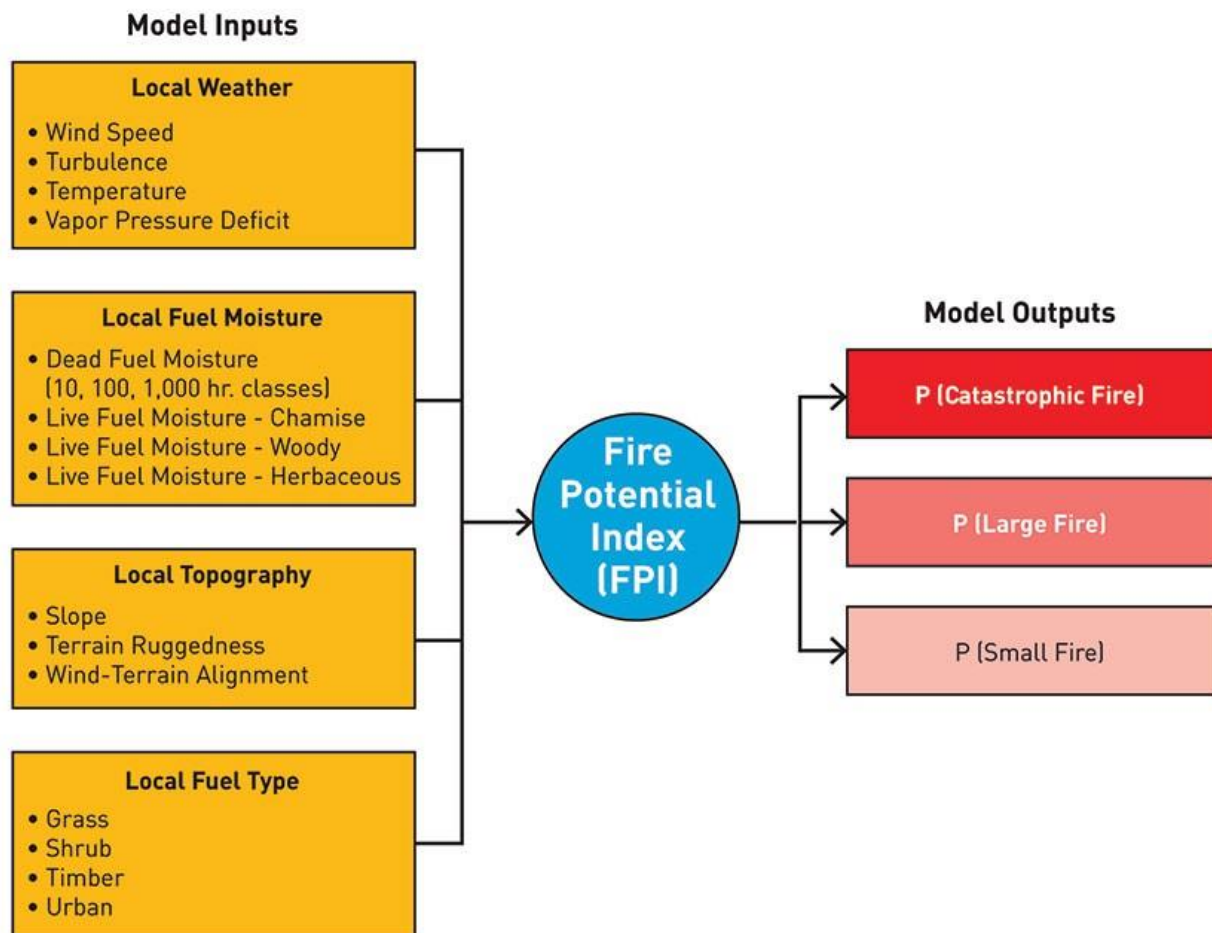 Model Inputs
Local Weather
• Wind Speed
• Turbulence
• Temperature
• Vapor Pressure Deficit
Local Fuel Moisture
• Dead Fuel Moisture
(10, 100, 1,000 hr. classes)
• Live Fuel Moisture - Chamise
• Live Fuel Moisture - Woody
• Live Fuel Moisture - Herbaceous
Local Topography
• Slope
• Terrain Ruggedness
• Wind-Terrain Alignment
Local Fuel Type
• Grass
• Shrub
• Timber
• Urban
Fire
Potential
Index
(FPI)
Model Outputs
P (Catastrophic Fire)
P (Large Fire)
P (Small Fire)